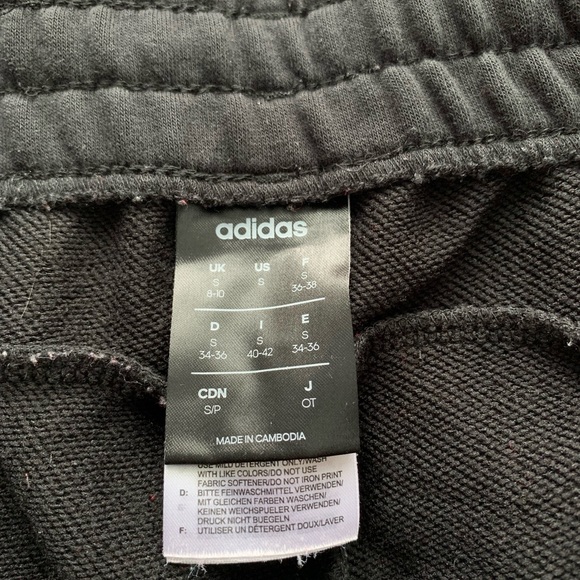 adidas
UK US F
S S S
8-10 36-38
D I E
S S S
34-36 40-42 34-36
CDN J
S/P OT
MADE IN CAMBODIA
USE MILD DETERGENT ONLY/WASH
WITH LIKE COLORS/DO NOT USE
FABRIC SOFTENER/DO NOT IRON PRINT
D: BITTE FEINWASCHMITTEL VERWENDEN/
MIT GLEICHEN FARBEN WASCHEN/
KEINEN WEICHSPUELER VERWENDEN/
DRUCK NICHT BUEGELN
F: UTILISER UN DÉTERGENT DOUX/LAVER